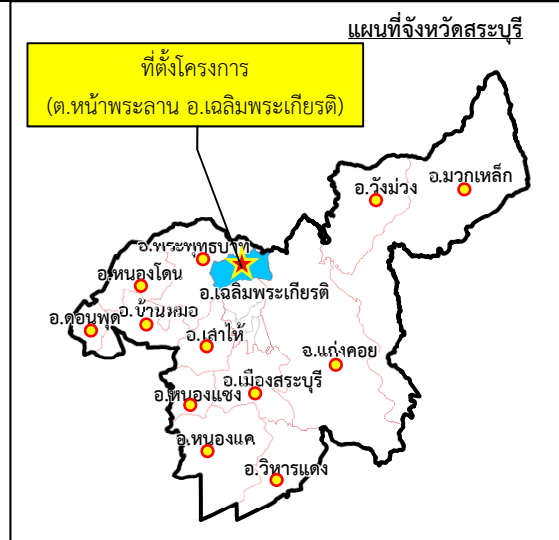 แผนที่จังหวัดสระบุรี
ที่ตั้งโครงการ
(ต.หน้าพระลาน อ.เฉลิมพระเกียรติ)
อ.วังม่วง
อ.มวกเหล็ก
อ.พระพุทธบาท
อ.หนองโดน
อ.เฉลิมพระเกียรติ
อ.ดอนพุด
อ.บ้านหมอ
อ.เสาไห้
อ.แก่งคอย
อ.เมืองสระบุรี
อ.หนองแซง
อ.หนองแค
อ.วิหารแดง